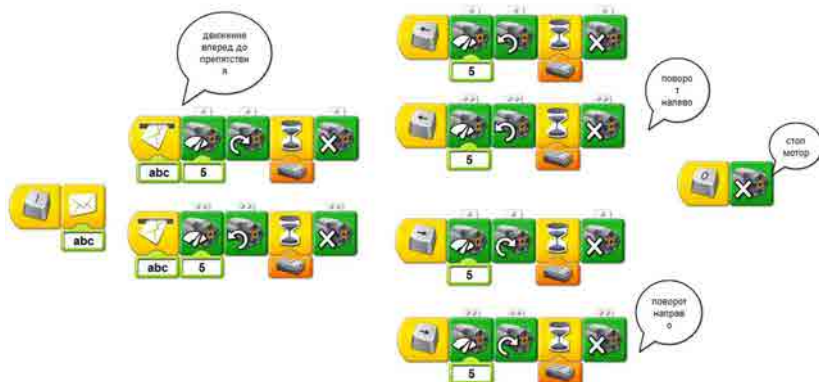 движение
вперед до
препятстви
я
abc
5
abc
5
I
abc
5
5
поворо
т
налево
5
5
поворот
направ
о
0
стоп
мотор